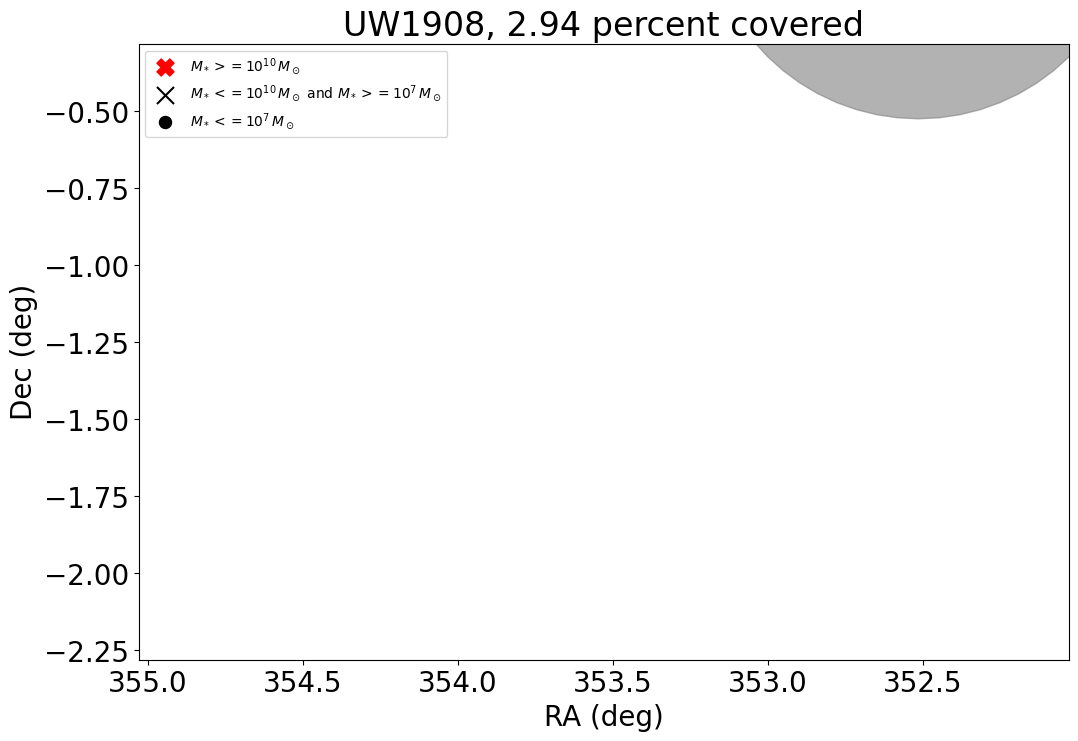 UW1908, 2.94 percent covered
M* >= 10^10 M⊙
M* <= 10^10 M⊙ and M* >= 10^7 M⊙
M* <= 10^7 M⊙
−0.50
−0.75
−1.00
−1.25
−1.50
−1.75
−2.00
−2.25
Dec (deg)
355.0 354.5 354.0 353.5 353.0 352.5
RA (deg)